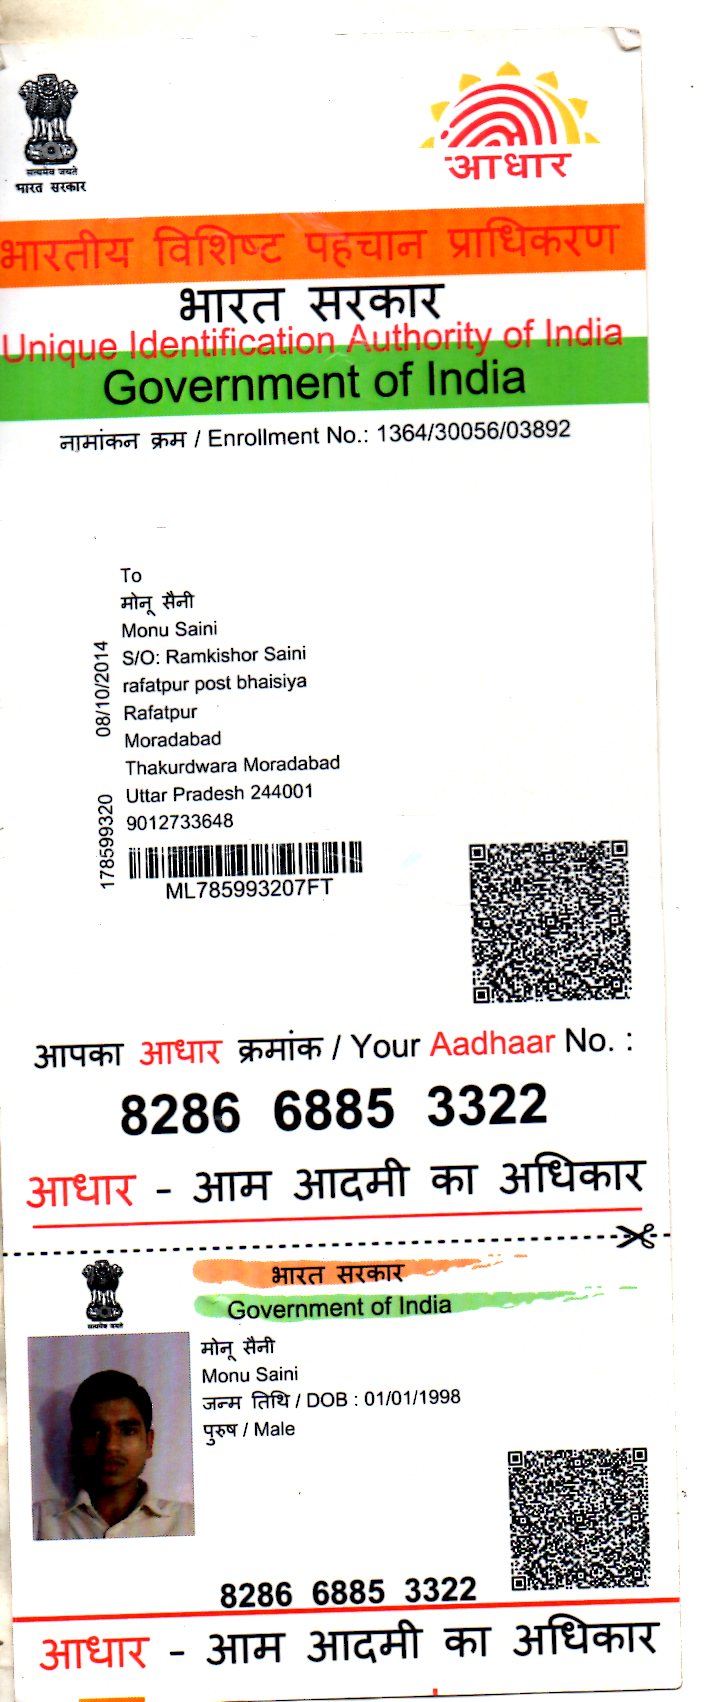 सत्यमेव जयते
भारत सरकार
आधार
भारतीय विशिष्ट पहचान प्राधिकरण
भारत सरकार
Unique Identification Authority of India
Government of India
नामांकन क्रम / Enrollment No.: 1364/30056/03892
To
मोनू सैनी
Monu Saini
S/O: Ramkishor Saini
rafatpur post bhaisiya
Rafatpur
Moradabad
Thakurdwara Moradabad
Uttar Pradesh 244001
9012733648
08/10/2014
178599320
ML785993207FT
आपका आधार क्रमांक / Your Aadhaar No. :
8286 6885 3322
आधार - आम आदमी का अधिकार
सत्यमेव जयते
भारत सरकार
Government of India
मोनू सैनी
Monu Saini
जन्म तिथि / DOB : 01/01/1998
पुरुष / Male
8286 6885 3322
आधार - आम आदमी का अधिकार